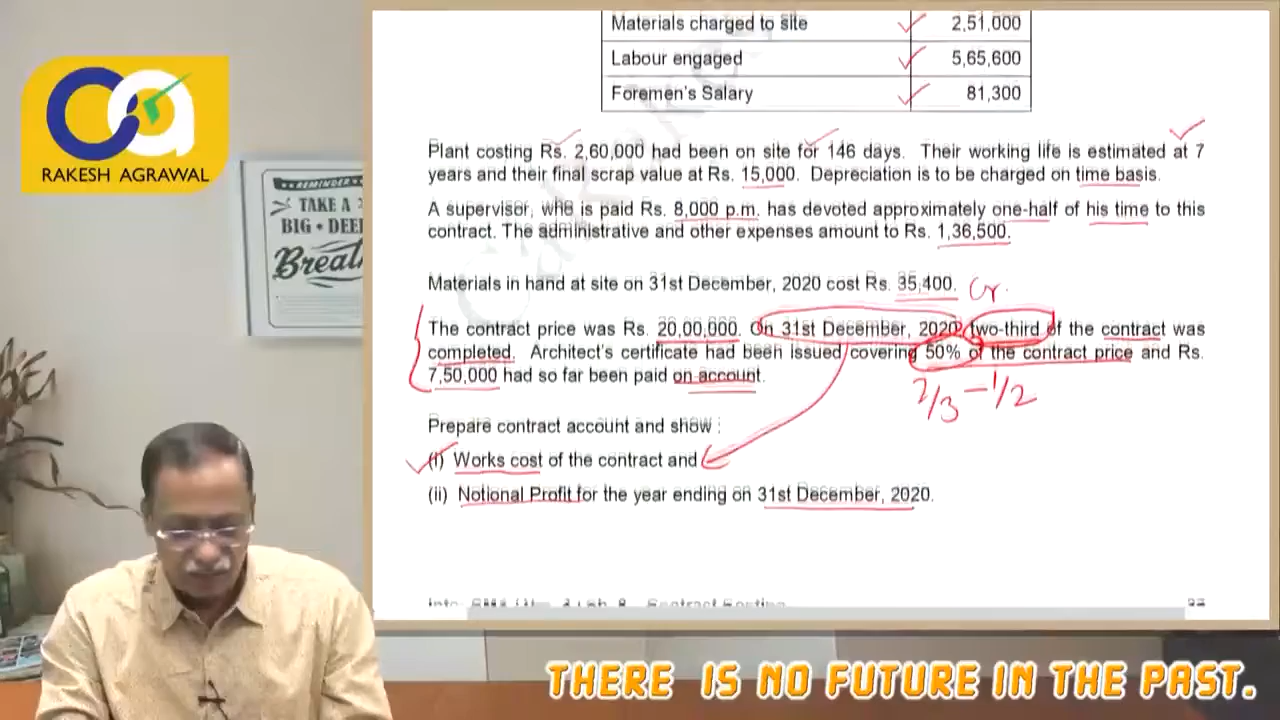 Materials charged to site 2,51,000
Labour engaged 5,65,600
Foremen's Salary 81,300
RAKESH AGRAWAL
REMINDER
TAKE A
BIG • DEE
Breat
Plant costing Rs. 2,60,000 had been on site for 146 days. Their working life is estimated at 7
years and their final scrap value at Rs. 15,000. Depreciation is to be charged on time basis.
A supervisor, who is paid Rs. 8,000 p.m. has devoted approximately one-half of his time to this
contract. The administrative and other expenses amount to Rs. 1,36,500.
Materials in hand at site on 31st December, 2020 cost Rs. 35,400. Cr.
The contract price was Rs. 20,00,000. On 31st December, 2020 two-third of the contract was
completed. Architect's certificate had been issued covering 50% of the contract price and Rs.
7,50,000 had so far been paid on account.
2/3 - 1/2
Prepare contract account and show :
(i) Works cost of the contract and
(ii) Notional Profit for the year ending on 31st December, 2020.
THERE IS NO FUTURE IN THE PAST.